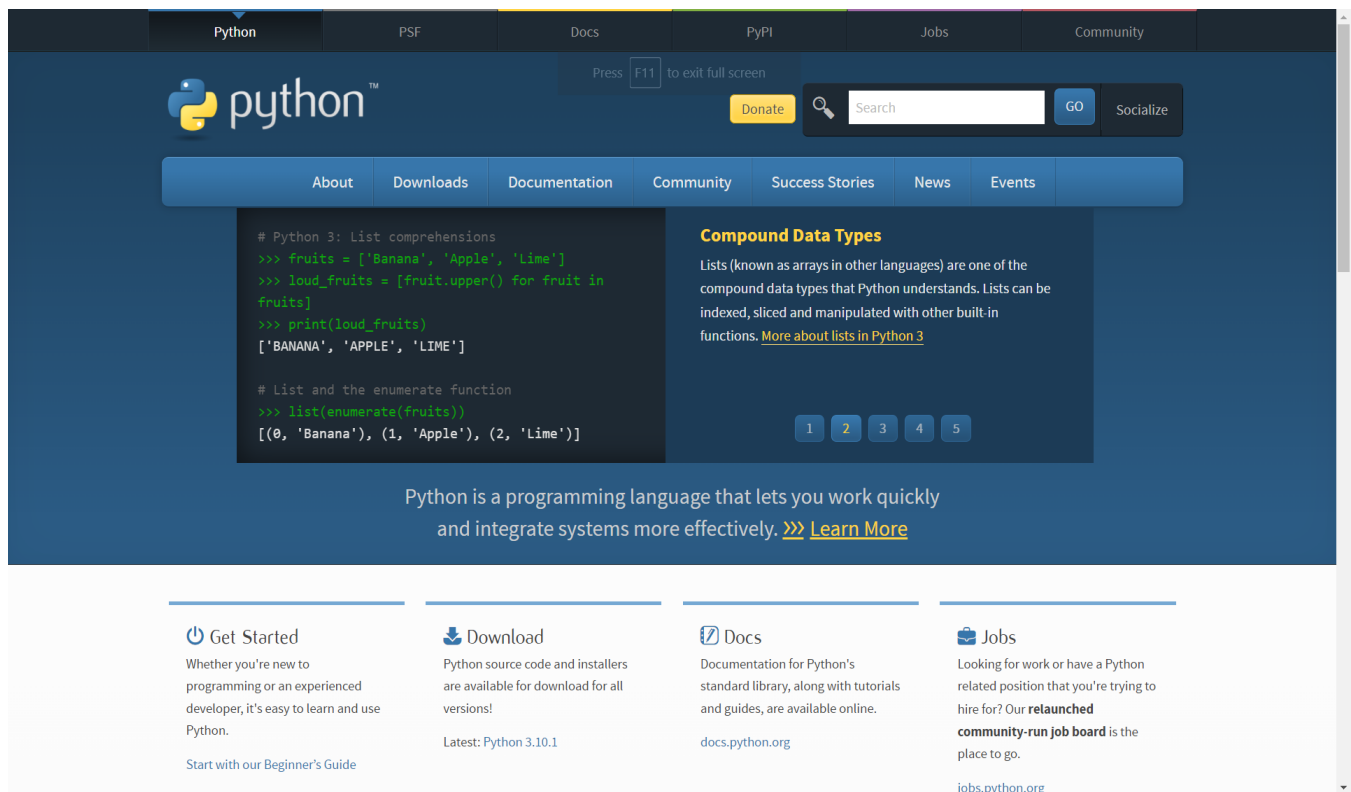 Python
PSF
Docs
PyPI
Jobs
Community
Press F11 to exit full screen
python™
Donate
Search
GO
Socialize
About
Downloads
Documentation
Community
Success Stories
News
Events
# Python 3: List comprehensions
>>> fruits = ['Banana', 'Apple', 'Lime']
>>> loud_fruits = [fruit.upper() for fruit in
fruits]
>>> print(loud_fruits)
['BANANA', 'APPLE', 'LIME']
# List and the enumerate function
>>> list(enumerate(fruits))
[(0, 'Banana'), (1, 'Apple'), (2, 'Lime')]
Compound Data Types
Lists (known as arrays in other languages) are one of the
compound data types that Python understands. Lists can be
indexed, sliced and manipulated with other built-in
functions. More about lists in Python 3
1 2 3 4 5
Python is a programming language that lets you work quickly
and integrate systems more effectively. >>> Learn More
Get Started
Whether you're new to
programming or an experienced
developer, it's easy to learn and use
Python.
Start with our Beginner's Guide
Download
Python source code and installers
are available for download for all
versions!
Latest: Python 3.10.1
Docs
Documentation for Python's
standard library, along with tutorials
and guides, are available online.
docs.python.org
Jobs
Looking for work or have a Python
related position that you're trying to
hire for? Our relaunched
community-run job board is the
place to go.
jobs.python.org